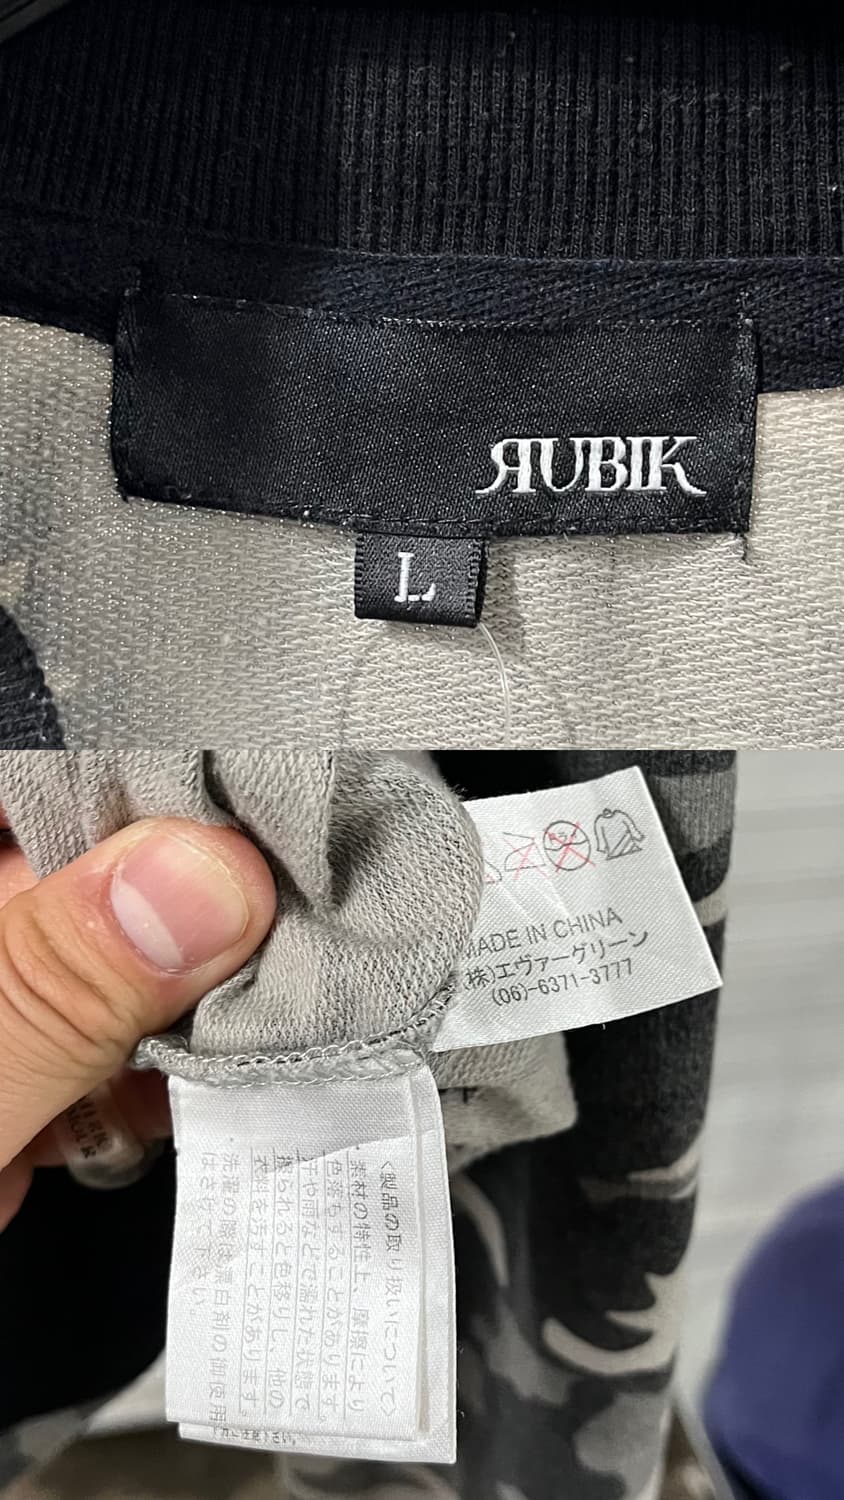 RUBIK
L
MADE IN CHINA
(株)エヴァーグリーン
(06)-6371-3777
〈製品の取り扱いについて〉
・素材の特性上、摩擦により
色落ちすることがあります。
汗や雨などで濡れた状態で
擦られると色移りし、他の
衣料を汚すことがあります。
・洗濯の際は漂白剤の御使用
はさけて下さい。